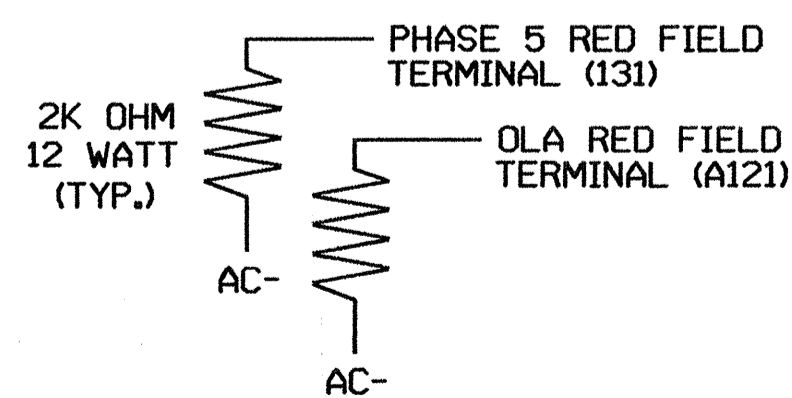 PHASE 5 RED FIELD
TERMINAL (131)
2K OHM
12 WATT
(TYP.)
OLA RED FIELD
TERMINAL (A121)
AC-
AC-